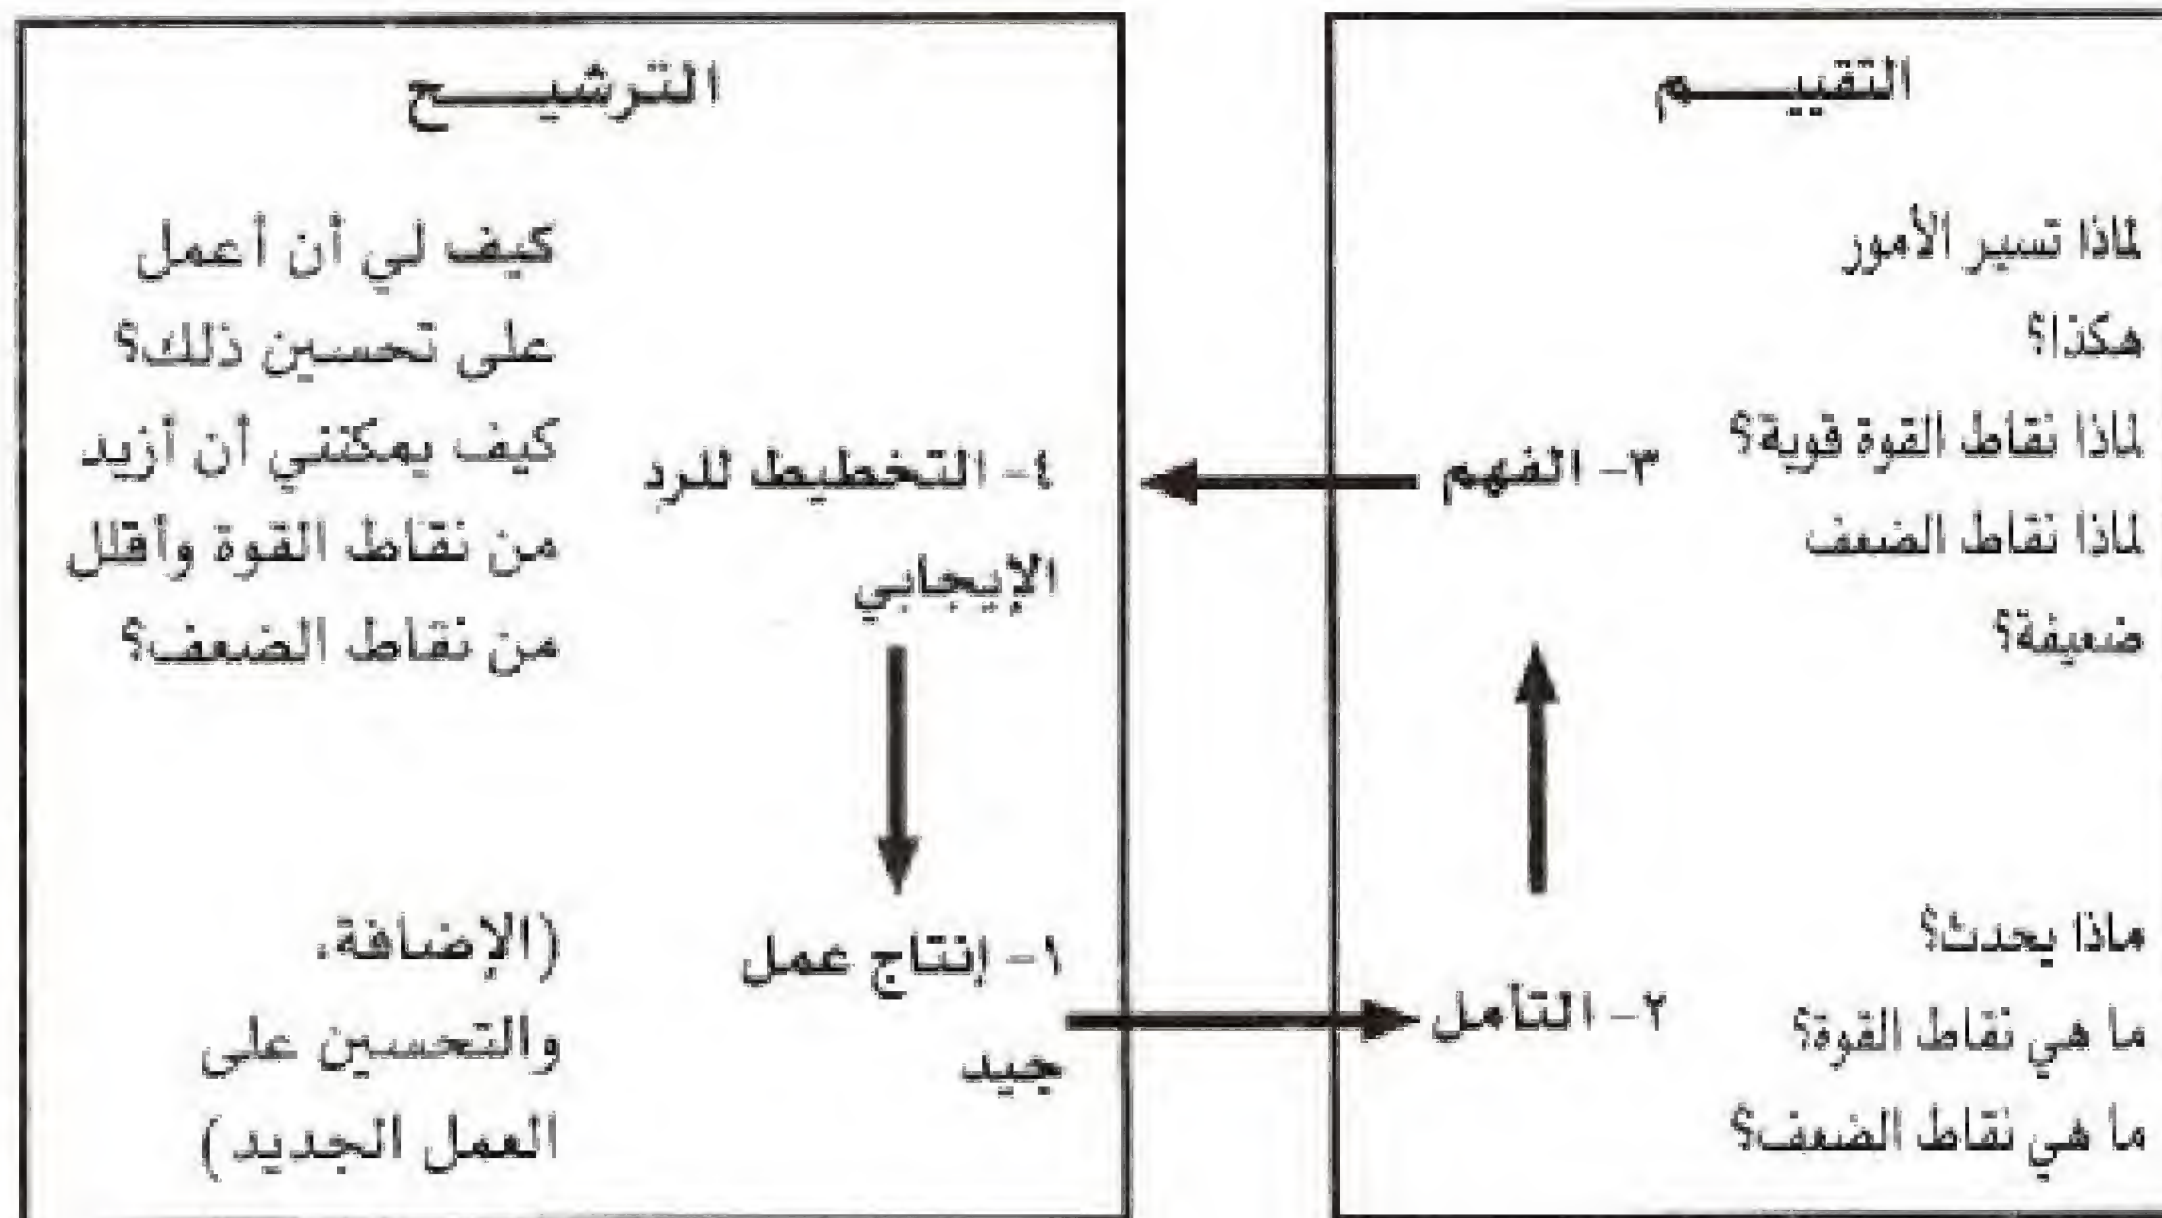 التقييم
لماذا تسير الأمور
هكذا؟
لماذا نقاط القوة قوية؟
لماذا نقاط الضعف
ضعيفة؟
٣- الفهم
ماذا يحدث؟
ما هي نقاط القوة؟
ما هي نقاط الضعف؟
٢- التأمل
الترشيح
٤- التخطيط للرد
الإيجابي
كيف لي أن أعمل
على تحسين ذلك؟
كيف يمكنني أن أزيد
من نقاط القوة وأقلل
من نقاط الضعف؟
١- إنتاج عمل
جيد
(الإضافة،
والتحسين على
العمل الجديد)